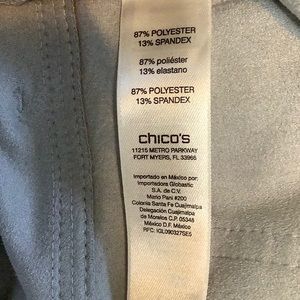 87% POLYESTER
13% SPANDEX
87% poliéster
13% elastano
87% POLYESTER
13% SPANDEX
chico's
11215 METRO PARKWAY
FORT MYERS, FL 33966
Importado en México por:
Importadora Globastic
S.A. de C.V.
Mario Pani #200
Colonia Santa Fe Cuajimalpa
Delegación Cuajimalpa
de Morelos C.P. 05348
México D.F. México
RFC: IGL090327SE5